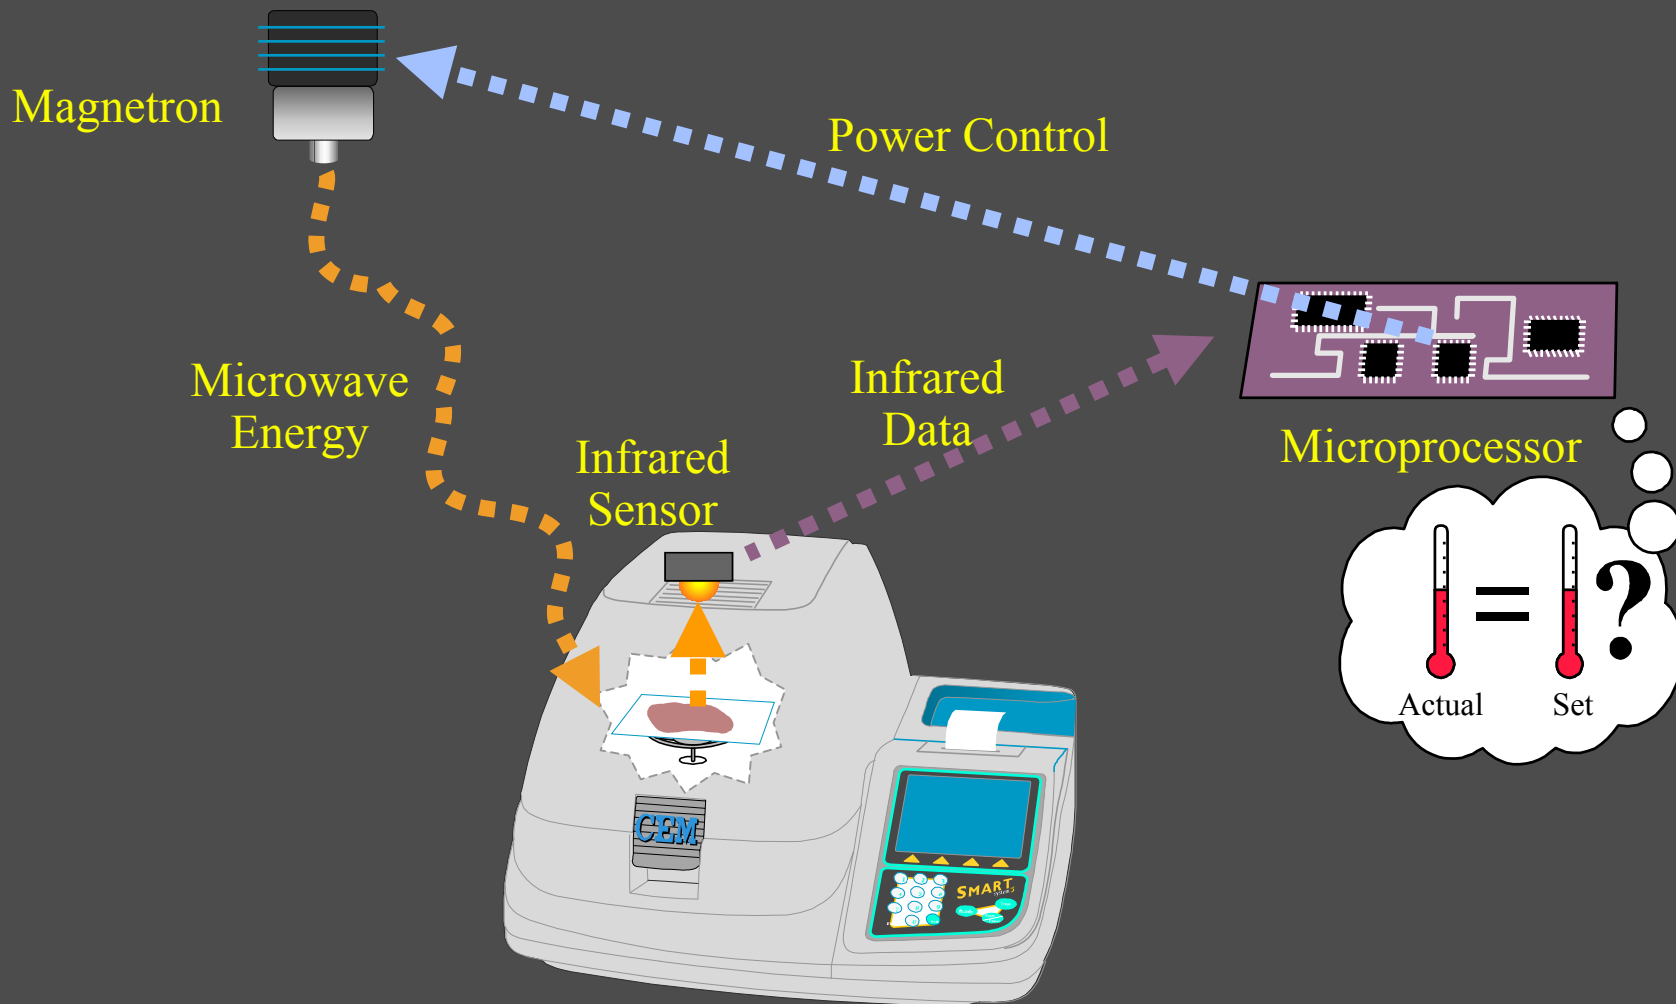 Magnetron
Power Control
Microwave
Energy
Infrared
Data
Infrared
Sensor
Microprocessor
Actual
Set
=
?
CEM
SMART